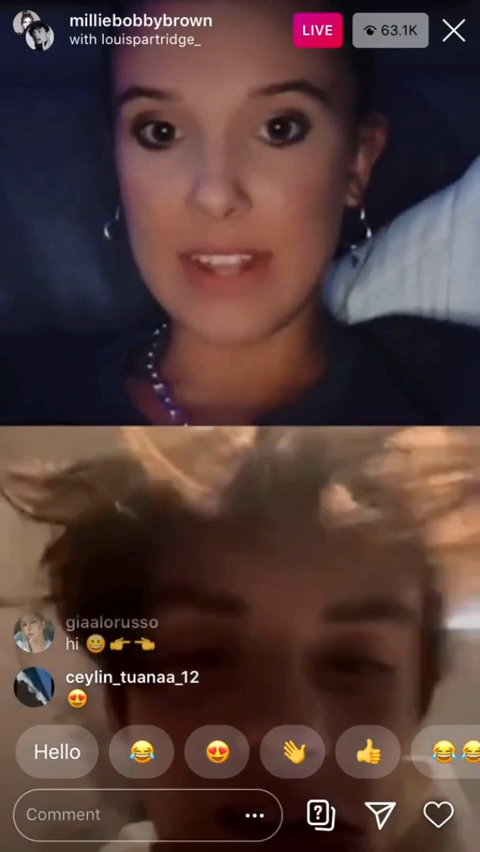 milliebobbybrown
with louispartridge_
LIVE
63.1K
giaalorusso
hi 😀👉👈
ceylin_tuanaa_12
😍
Hello 😂 😍 👋 👍 😂😂
Comment